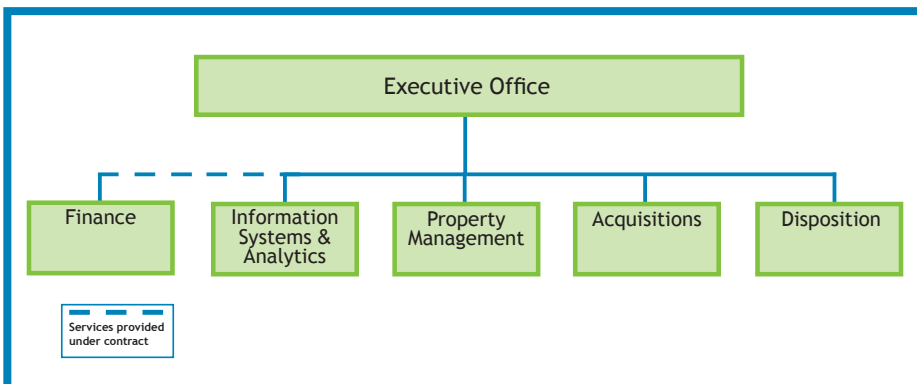 Executive Office
Finance
Information
Systems &
Analytics
Property
Management
Acquisitions
Disposition
Services provided
under contract